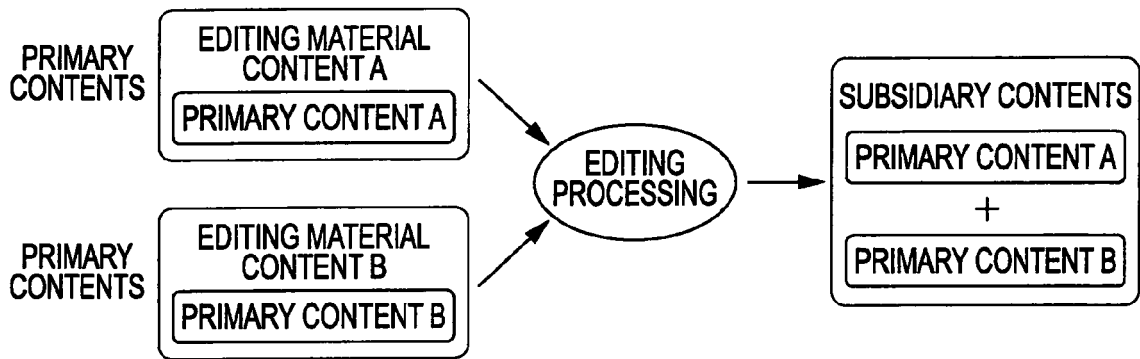 PRIMARY
CONTENTS
EDITING MATERIAL
CONTENT A
PRIMARY CONTENT A
PRIMARY
CONTENTS
EDITING MATERIAL
CONTENT B
PRIMARY CONTENT B
EDITING
PROCESSING
SUBSIDIARY CONTENTS
PRIMARY CONTENT A
+
PRIMARY CONTENT B